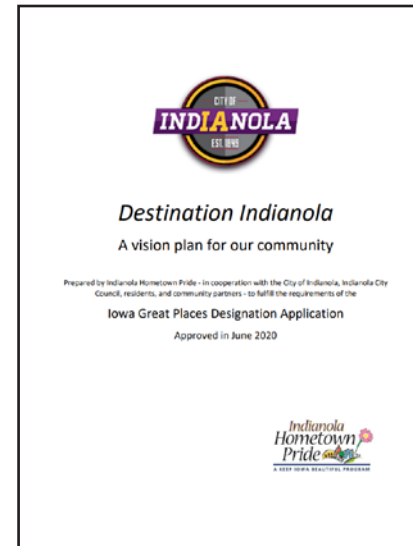 CITY OF
INDIANOLA
EST. 1849
Destination Indianola
A vision plan for our community
Prepared by Indianola Hometown Pride - in cooperation with the City of Indianola, Indianola City
Council, residents, and community partners - to fulfill the requirements of the
Iowa Great Places Designation Application
Approved in June 2020
Indianola
Hometown
Pride
A KEEP IOWA BEAUTIFUL PROGRAM